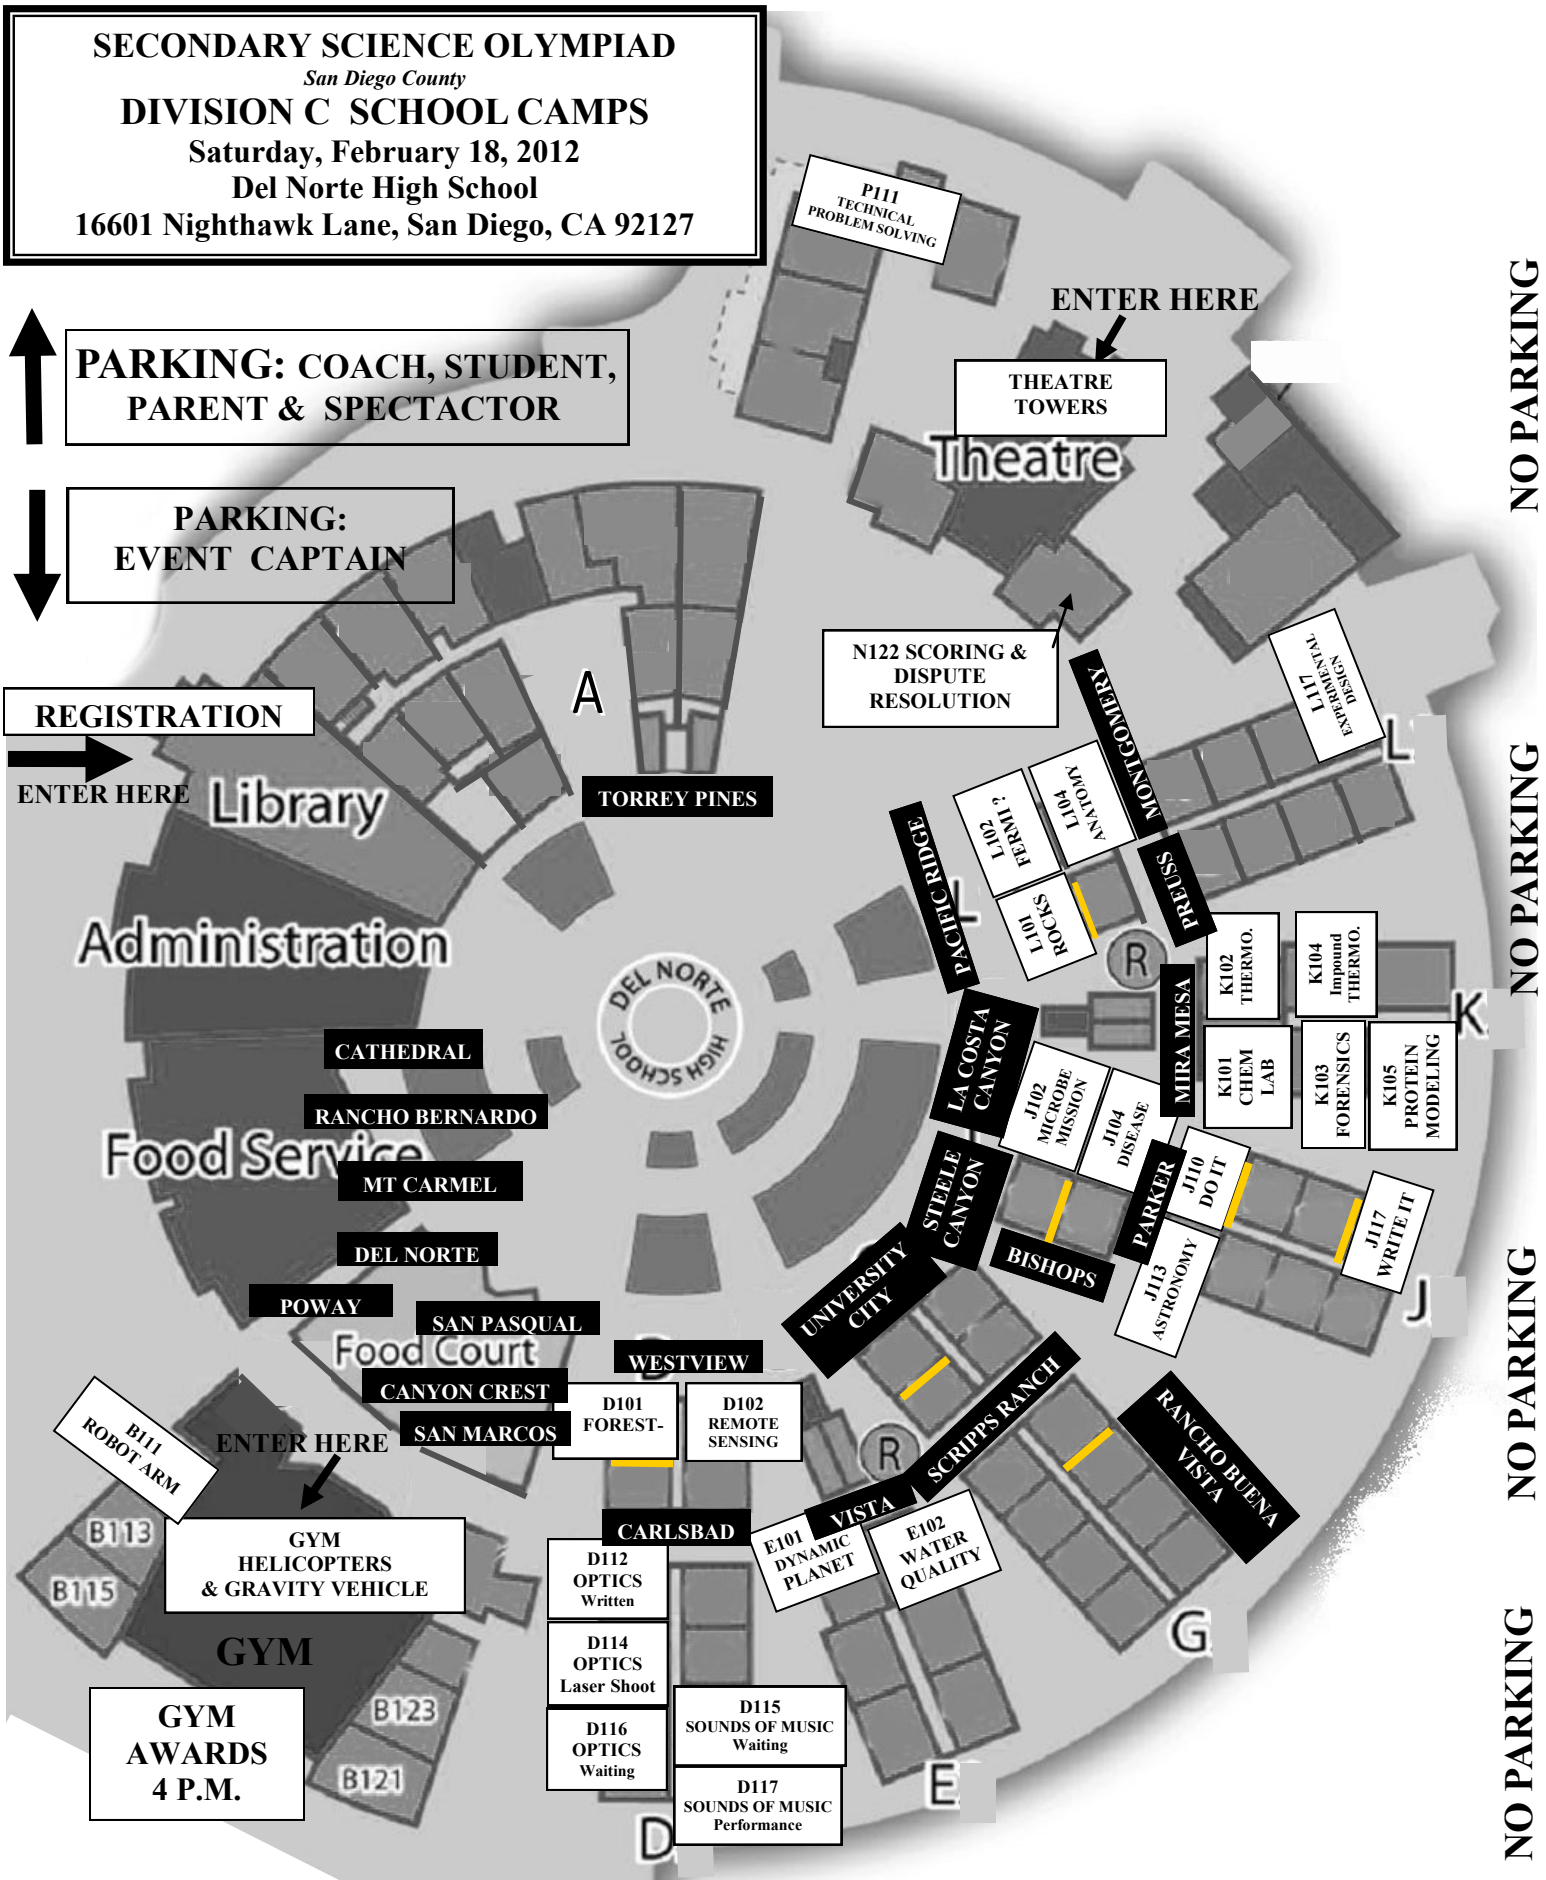 SECONDARY SCIENCE OLYMPIAD
San Diego County
DIVISION C SCHOOL CAMPS
Saturday, February 18, 2012
Del Norte High School
16601 Nighthawk Lane, San Diego, CA 92127
P111
TECHNICAL
PROBLEM SOLVING
ENTER HERE
THEATRE
TOWERS
Theatre
NO PARKING
PARKING: COACH, STUDENT,
PARENT & SPECTACTOR
PARKING:
EVENT CAPTAIN
N122 SCORING &
DISPUTE
RESOLUTION
REGISTRATION
ENTER HERE
Library
A
TORREY PINES
MONTGOMERY
L117
EXPERIMENTAL
DESIGN
L
L102
FERMI ?
L104
ANATOMY
L101
ROCKS
PACIFIC RIDGE
L
PREUSS
NO PARKING
Administration
DEL NORTE
HIGH SCHOOL
R
K102
THERMO.
K104
Impound
THERMO.
K
MIRA MESA
K101
CHEM
LAB
K103
FORENSICS
K105
PROTEIN
MODELING
LA COSTA
CANYON
J102
MICROBE
MISSION
J104
DISEASE
CATHEDRAL
RANCHO BERNARDO
Food Service
MT CARMEL
DEL NORTE
POWAY
SAN PASQUAL
Food Court
CANYON CREST
SAN MARCOS
STEELE
CANYON
PARKER
J110
DO IT
J117
WRITE IT
J113
ASTRONOMY
BISHOPS
J
NO PARKING
UNIVERSITY
CITY
SCRIPPS RANCH
RANCHO BUENA
VISTA
WESTVIEW
D
D101
FOREST-
D102
REMOTE
SENSING
R
VISTA
CARLSBAD
E101
DYNAMIC
PLANET
E102
WATER
QUALITY
G
B111
ROBOT ARM
ENTER HERE
B113
B115
GYM
HELICOPTERS
& GRAVITY VEHICLE
GYM
B123
B121
GYM
AWARDS
4 P.M.
D112
OPTICS
Written
D114
OPTICS
Laser Shoot
D116
OPTICS
Waiting
D115
SOUNDS OF MUSIC
Waiting
D117
SOUNDS OF MUSIC
Performance
E
D
NO PARKING